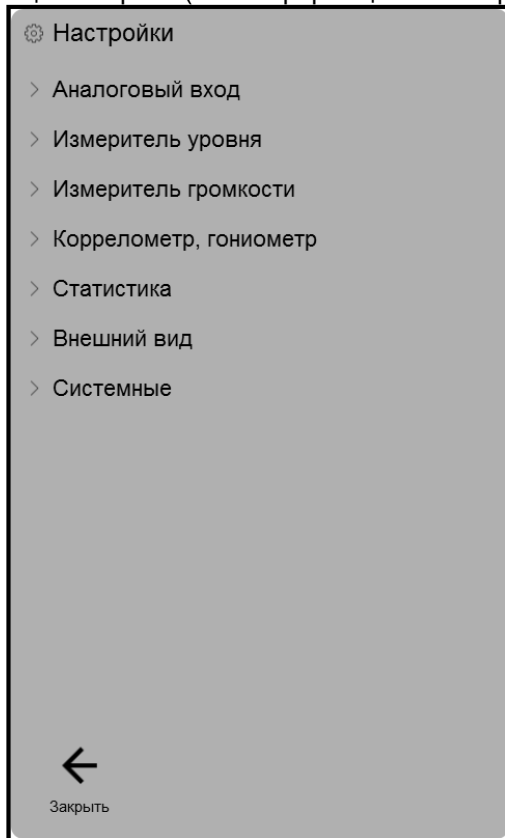 Настройки
Аналоговый вход
Измеритель уровня
Измеритель громкости
Коррелометр, гониометр
Статистика
Внешний вид
Системные
Закрыть